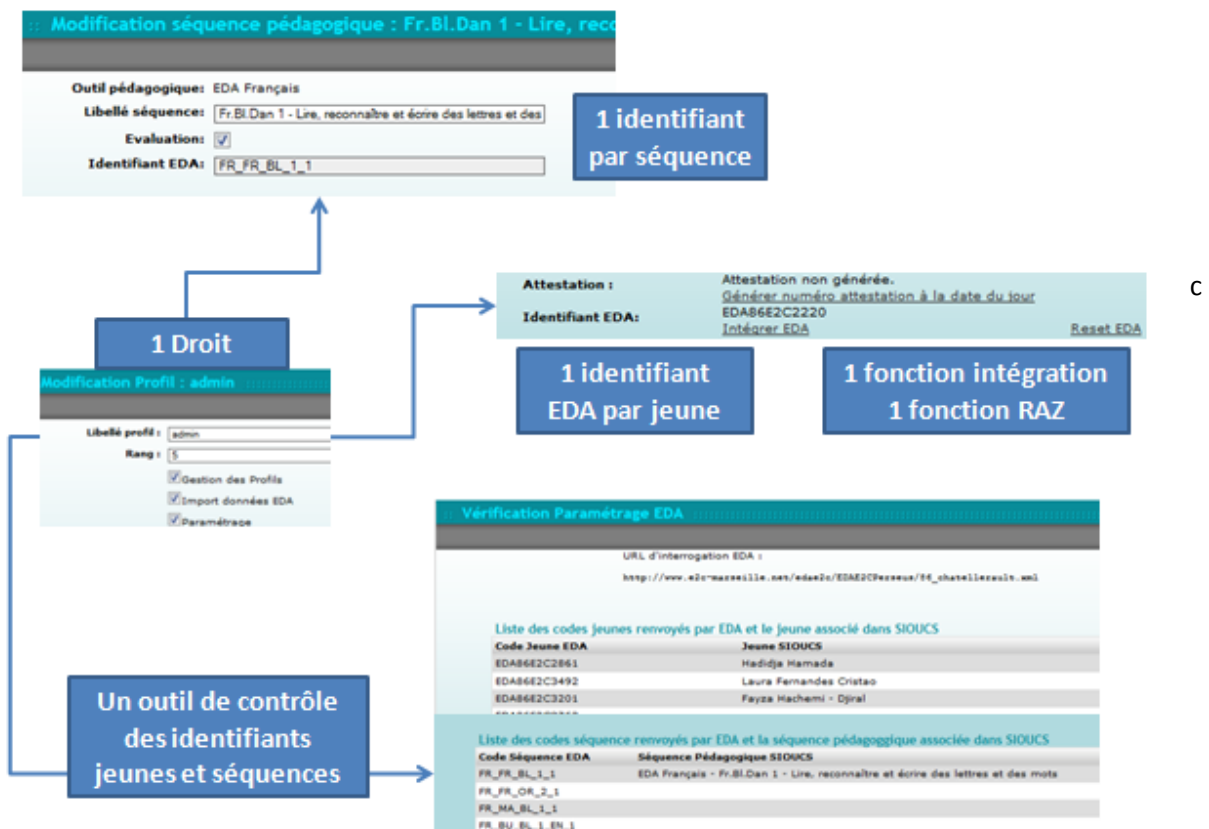 :: Modification séquence pédagogique : Fr.Bl.Dan 1 - Lire, reco
Outil pédagogique: EDA Français
Libellé séquence: Fr.Bl.Dan 1 - Lire, reconnaître et écrire des lettres et des
Evaluation:
Identifiant EDA: FR_FR_BL_1_1
1 identifiant
par séquence
Attestation : Attestation non générée.
Générer numéro attestation à la date du jour
Identifiant EDA: EDA86E2C2220
Intégrer EDA Reset EDA
c
1 Droit
1 identifiant
EDA par jeune
1 fonction intégration
1 fonction RAZ
Modification Profil : admin
Libellé profil : admin
Rang : 5
Gestion des Profils
Import données EDA
Paramétrage
:: Vérification Paramétrage EDA
URL d'interrogation EDA :
Liste des codes jeunes renvoyés par EDA et le jeune associé dans SIOUCS
Code Jeune EDA Jeune SIOUCS
EDA86E2C2861 Hadidja Hamada
EDA86E2C3492 Laura Fernandes Cristao
EDA86E2C3201 Fayza Hachemi - Djiral
Un outil de contrôle
des identifiants
jeunes et séquences
Liste des codes séquence renvoyés par EDA et la séquence pédagoggique associée dans SIOUCS
Code Séquence EDA Séquence Pédagogique SIOUCS
FR_FR_BL_1_1 EDA Français - Fr.Bl.Dan 1 - Lire, reconnaître et écrire des lettres et des mots
FR_FR_OR_2_1
FR_MA_BL_1_1
FR_BU_BL_1_EN_1